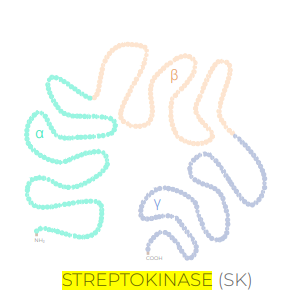 β
α
γ
NH₂
COOH
STREPTOKINASE (SK)